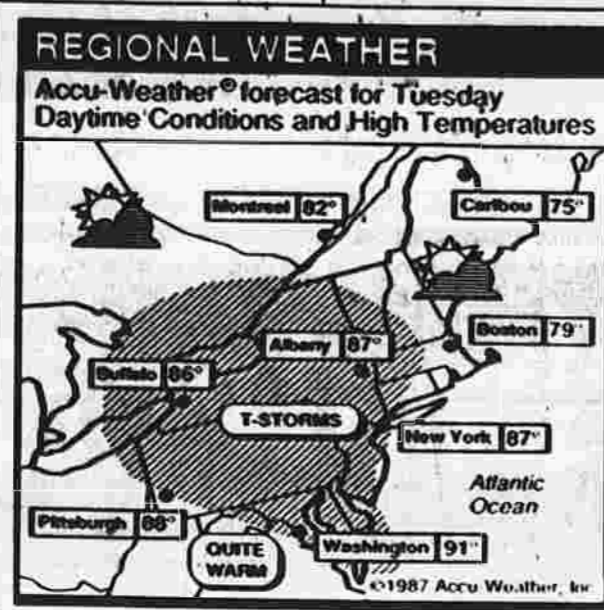 REGIONAL WEATHER
Accu-Weather® forecast for Tuesday
Daytime Conditions and High Temperatures
Montreal 82°
Caribou 75°
Boston 79°
Albany 87°
Buffalo 86°
T-STORMS
New York 87°
Atlantic
Ocean
Pittsburgh 88°
QUITE
WARM
Washington 91°
©1987 Accu Weather, Inc.